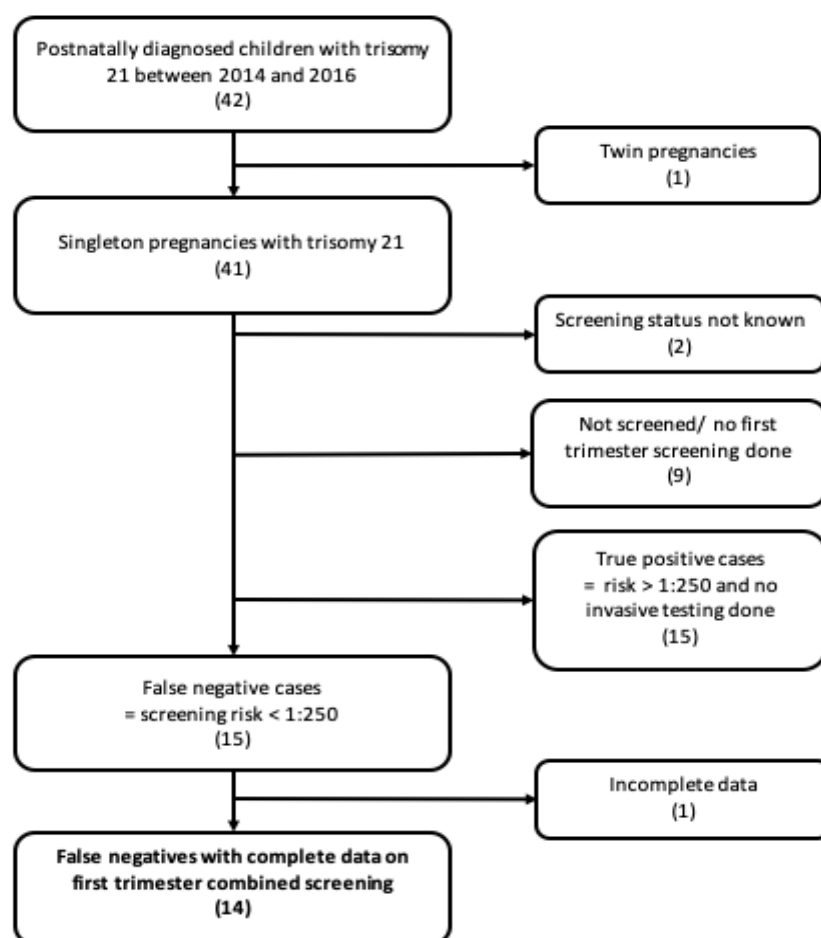 Postnatally diagnosed children with trisomy
21 between 2014 and 2016
(42)
Twin pregnancies
(1)
Singleton pregnancies with trisomy 21
(41)
Screening status not known
(2)
Not screened/ no first
trimester screening done
(9)
True positive cases
= risk > 1:250 and no
invasive testing done
(15)
False negative cases
= screening risk < 1:250
(15)
Incomplete data
(1)
False negatives with complete data on
first trimester combined screening
(14)